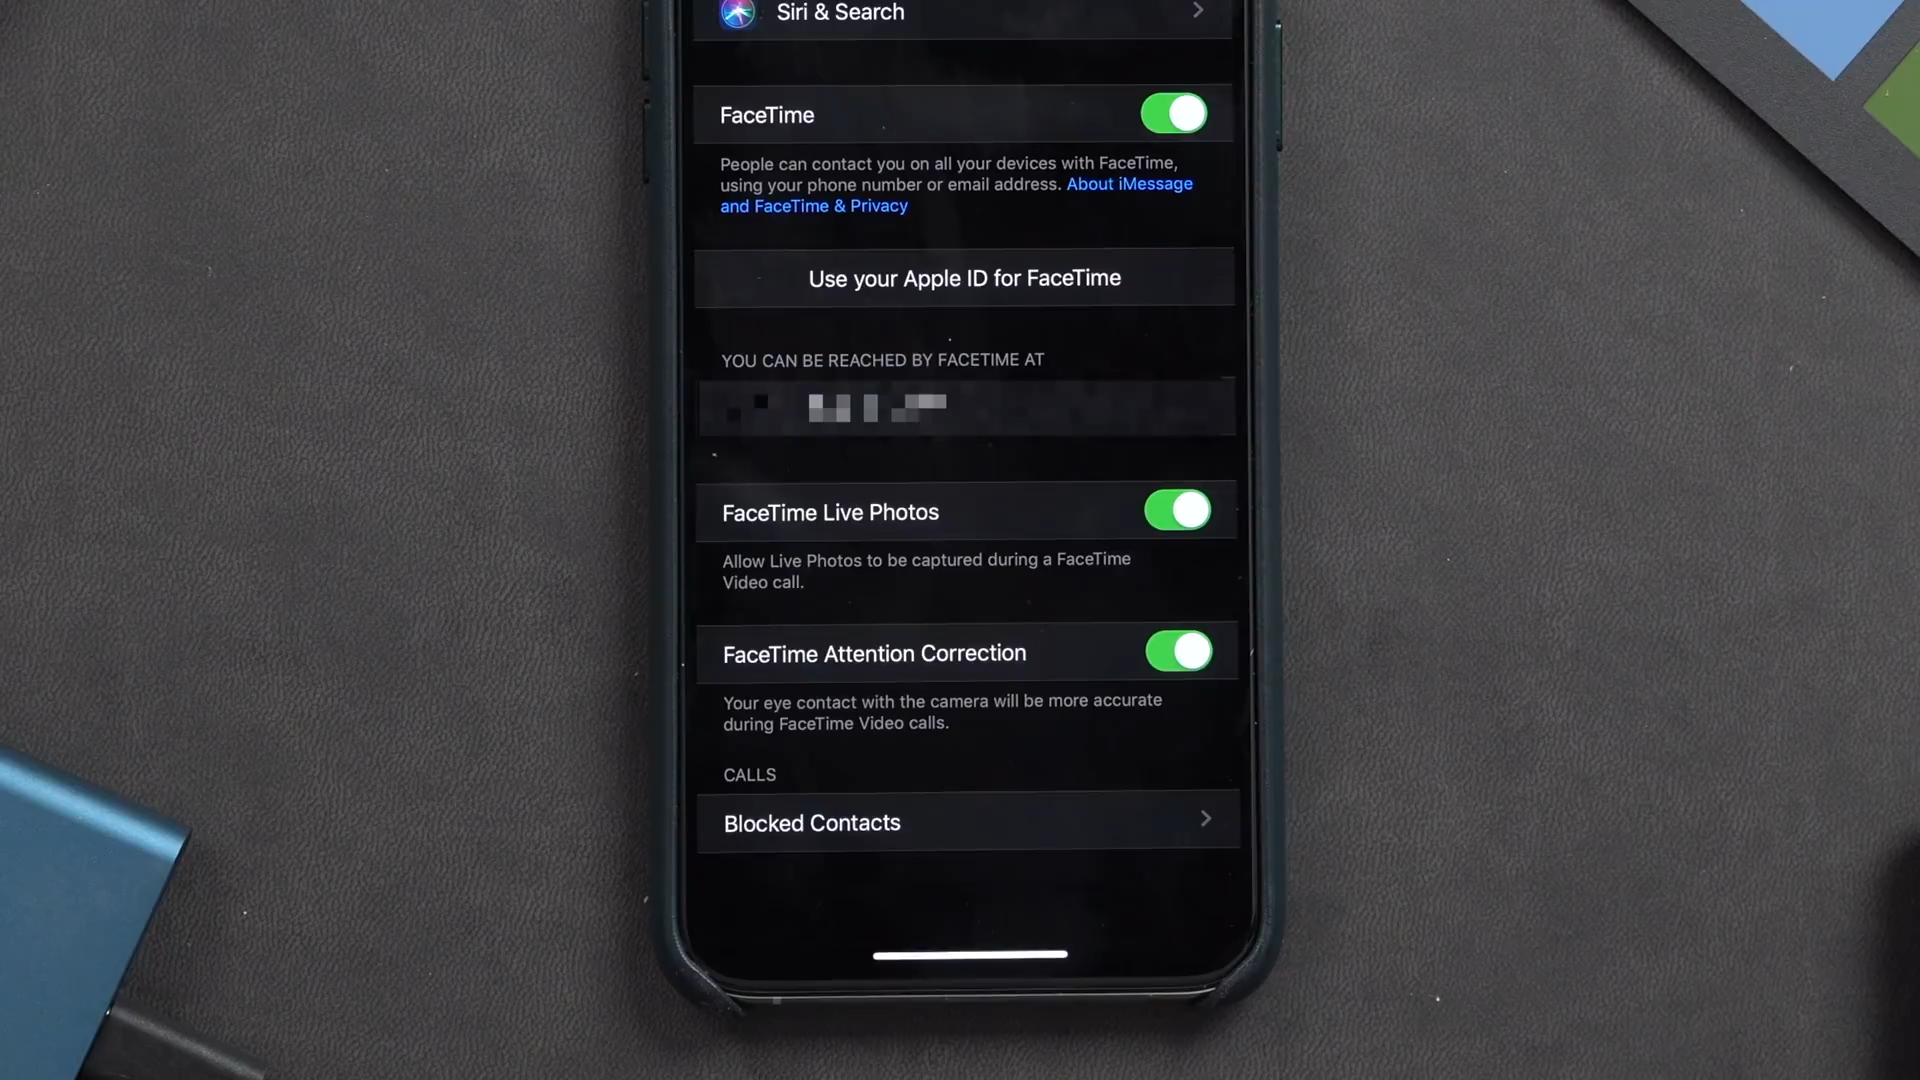 Siri & Search
FaceTime
People can contact you on all your devices with FaceTime,
using your phone number or email address. About iMessage
and FaceTime & Privacy
Use your Apple ID for FaceTime
YOU CAN BE REACHED BY FACETIME AT
FaceTime Live Photos
Allow Live Photos to be captured during a FaceTime
Video call.
FaceTime Attention Correction
Your eye contact with the camera will be more accurate
during FaceTime Video calls.
CALLS
Blocked Contacts